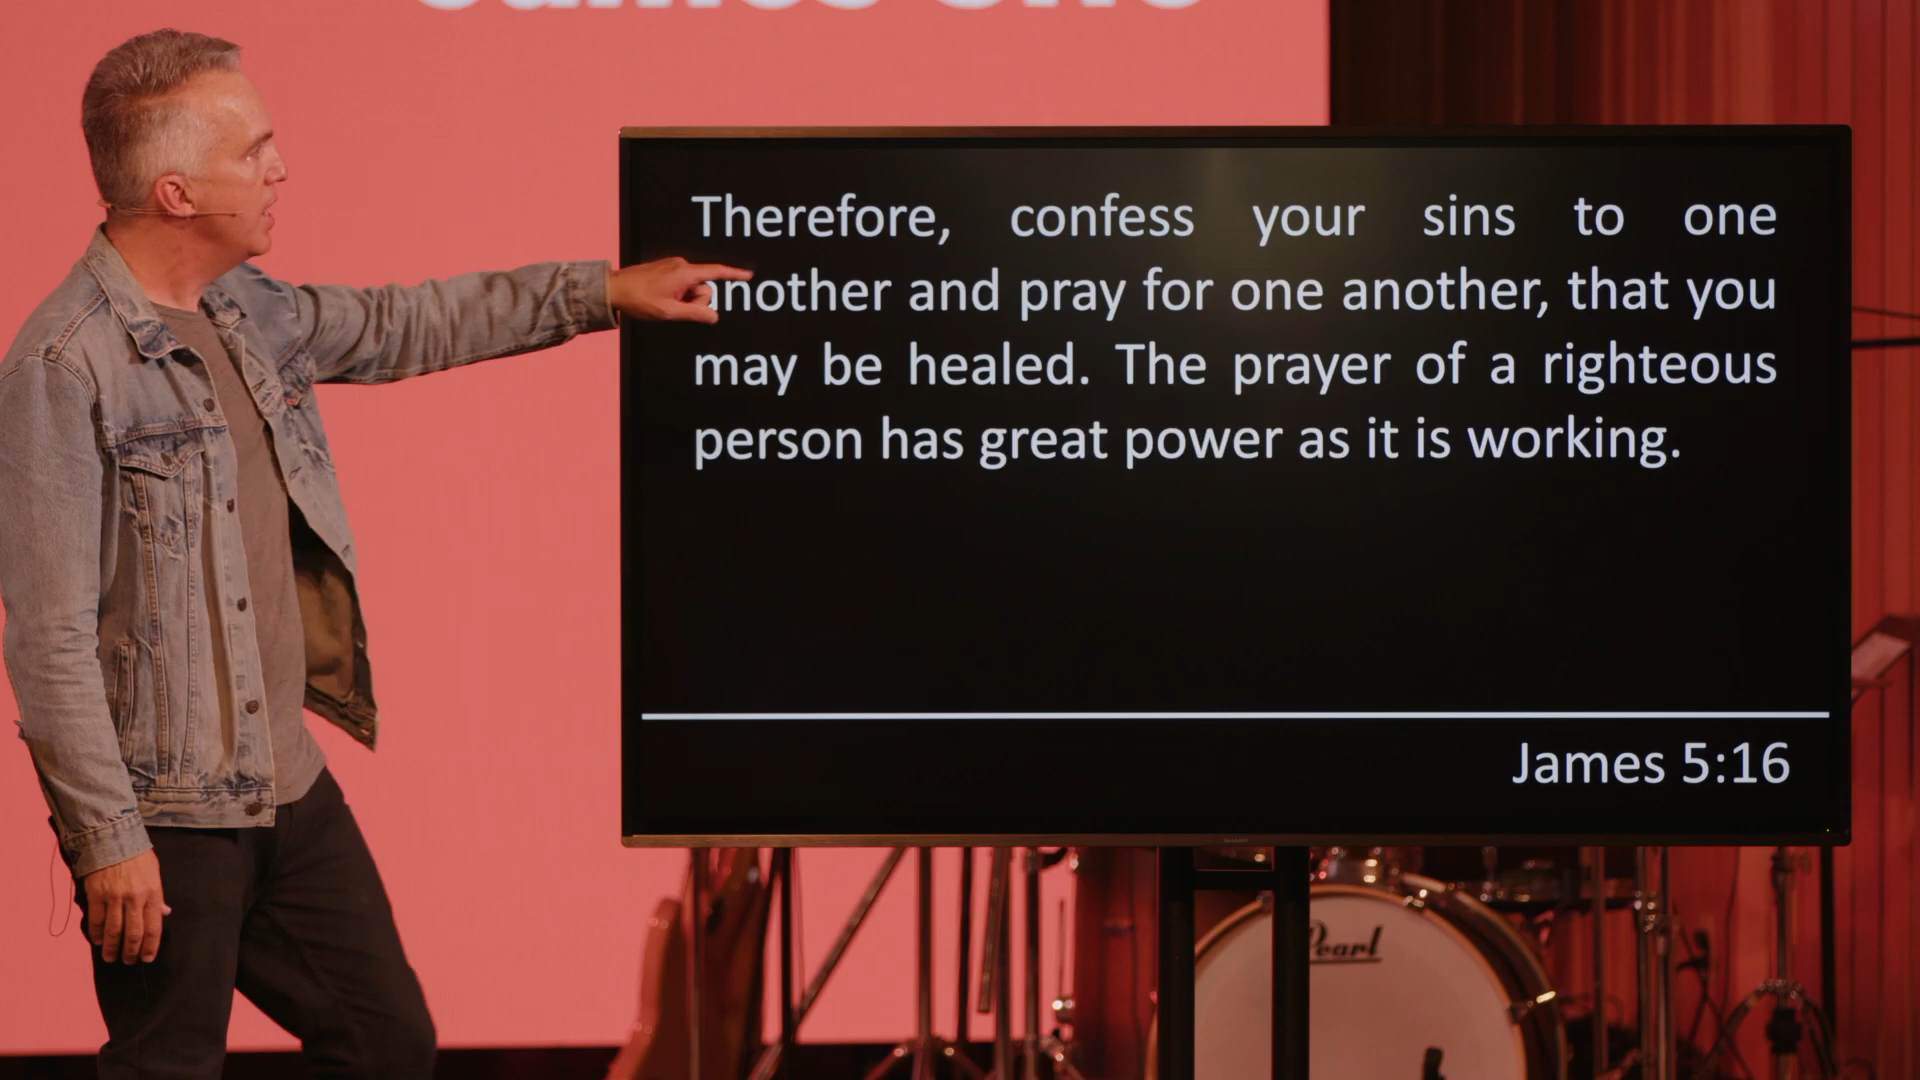 Therefore, confess your sins to one
another and pray for one another, that you
may be healed. The prayer of a righteous
person has great power as it is working.
James 5:16
Pearl